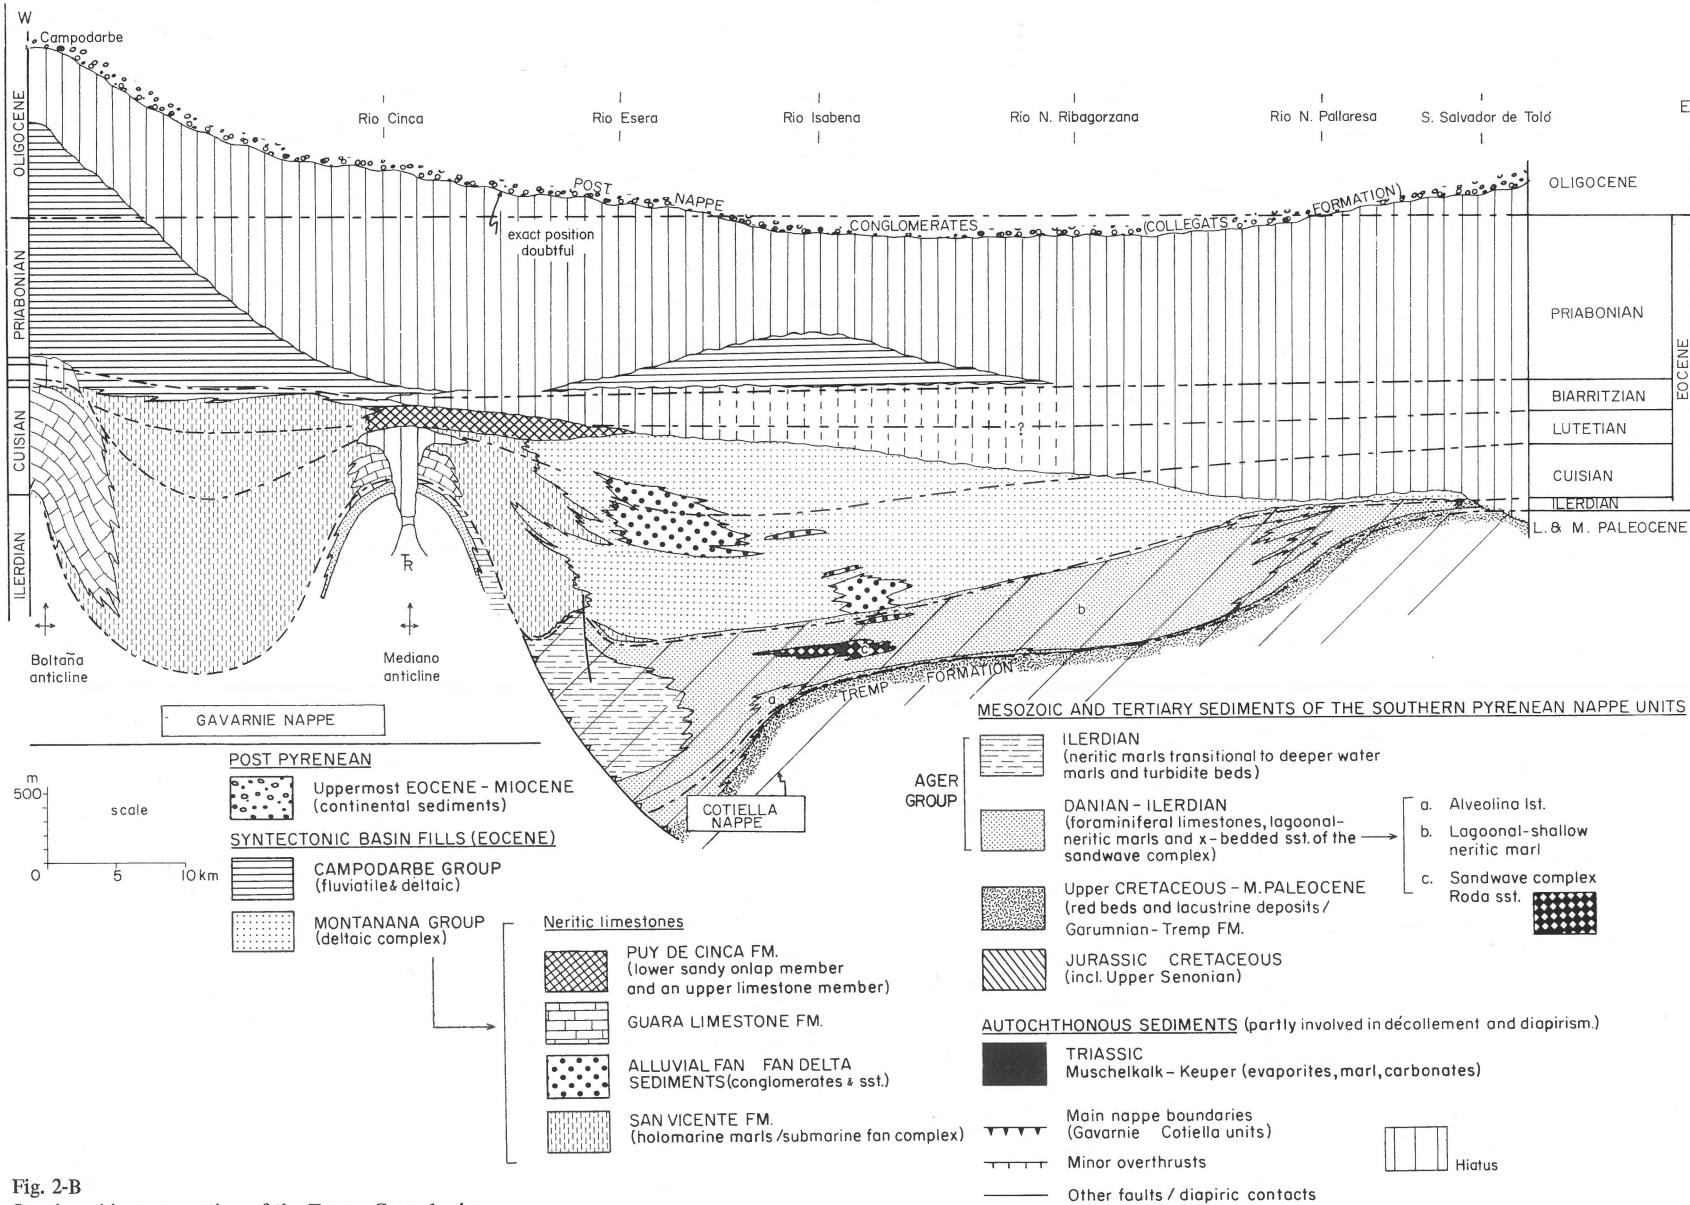 W
E
Campodarbe
Rio Cinca
Rio Esera
Rio Isabena
Rio N. Ribagorzana
Rio N. Pallaresa
S. Salvador de Toló
OLIGOCENE
PRIABONIAN
CUISIAN
ILERDIAN
POST NAPPE CONGLOMERATES (COLLEGATS FORMATION)
exact position
doubtful
?
OLIGOCENE
PRIABONIAN
BIARRITZIAN
LUTETIAN
CUISIAN
ILERDIAN
L. & M. PALEOCENE
EOCENE
TR
b
c
a
TREMP FORMATION
Boltaña
anticline
Mediano
anticline
GAVARNIE NAPPE
COTIELLA
NAPPE
m
500
scale
0 5 10 km
POST PYRENEAN
Uppermost EOCENE - MIOCENE
(continental sediments)
SYNTECTONIC BASIN FILLS (EOCENE)
CAMPODARBE GROUP
(fluviatile & deltaic)
MONTANANA GROUP
(deltaic complex)
Neritic limestones
PUY DE CINCA FM.
(lower sandy onlap member
and an upper limestone member)
GUARA LIMESTONE FM.
ALLUVIAL FAN FAN DELTA
SEDIMENTS (conglomerates & sst.)
SAN VICENTE FM.
(holomarine marls /submarine fan complex)
MESOZOIC AND TERTIARY SEDIMENTS OF THE SOUTHERN PYRENEAN NAPPE UNITS
AGER
GROUP
ILERDIAN
(neritic marls transitional to deeper water
marls and turbidite beds)
DANIAN - ILERDIAN
(foraminiferal limestones, lagoonal-
neritic marls and x-bedded sst. of the
sandwave complex)
a. Alveolina lst.
b. Lagoonal-shallow
neritic marl
c. Sandwave complex
Roda sst.
Upper CRETACEOUS - M. PALEOCENE
(red beds and lacustrine deposits /
Garumnian - Tremp FM.
JURASSIC CRETACEOUS
(incl. Upper Senonian)
AUTOCHTHONOUS SEDIMENTS (partly involved in décollement and diapirism.)
TRIASSIC
Muschelkalk - Keuper (evaporites, marl, carbonates)
Main nappe boundaries
(Gavarnie Cotiella units)
Minor overthrusts
Other faults / diapiric contacts
Hiatus
Fig. 2-B